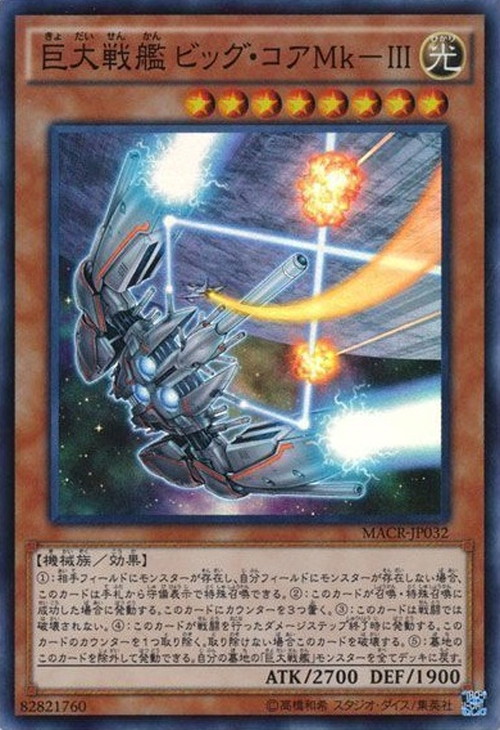 きょだいせんかん
巨大戦艦 ビッグ・コアMk-III
ひかり
光
MACR-JP032
【機械族/効果】
①：相手フィールドにモンスターが存在し、自分フィールドにモンスターが存在しない場合、
このカードは手札から守備表示で特殊召喚できる。②：このカードが召喚・特殊召喚に
成功した場合に発動する。このカードにカウンターを3つ置く。③：このカードは戦闘では
破壊されない。④：このカードが戦闘を行ったダメージステップ終了時に発動する。こ
のカードのカウンターを1つ取り除く。取り除けない場合このカードを破壊する。⑤：墓地の
このカードを除外して発動できる。自分の墓地の「巨大戦艦」モンスターを全てデッキに戻す。
ATK/2700 DEF/1900
82821760
©高橋和希 スタジオ・ダイス/集英社